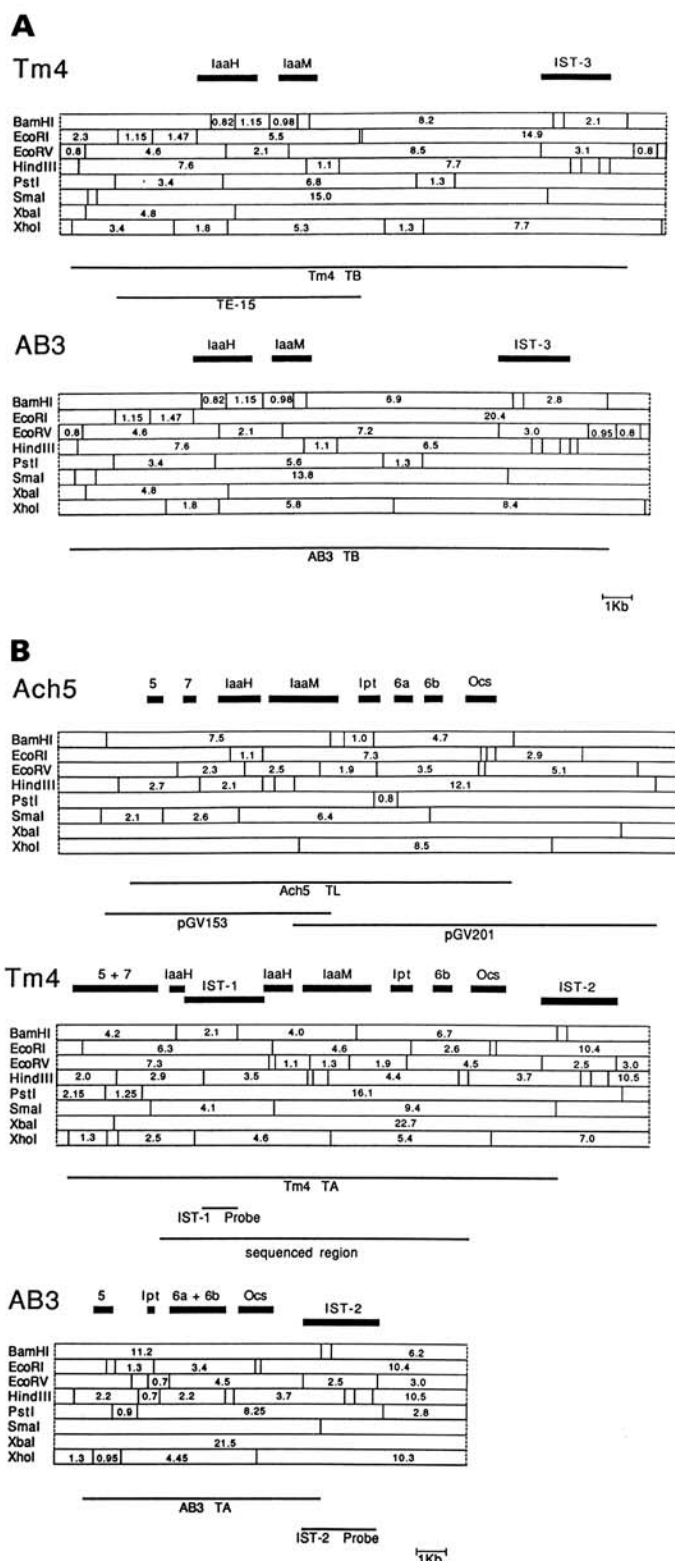 A
Tm4 IaaH IaaM IST-3
BamHI 0.82 1.15 0.98 8.2 2.1
EcoRI 2.3 1.15 1.47 5.5 14.9
EcoRV 0.8 4.6 2.1 8.5 3.1 0.8
HindIII 7.6 1.1 7.7
PstI 3.4 6.8 1.3
SmaI 15.0
XbaI 4.8
XhoI 3.4 1.8 5.3 1.3 7.7
Tm4 TB
TE-15
AB3 IaaH IaaM IST-3
BamHI 0.82 1.15 0.98 6.9 2.8
EcoRI 1.15 1.47 20.4
EcoRV 0.8 4.6 2.1 7.2 3.0 0.95 0.8
HindIII 7.6 1.1 6.5
PstI 3.4 5.6 1.3
SmaI 13.8
XbaI 4.8
XhoI 1.8 5.8 8.4
AB3 TB
1Kb
B
Ach5 5 7 IaaH IaaM Ipt 6a 6b Ocs
BamHI 7.5 1.0 4.7
EcoRI 1.1 7.3 2.9
EcoRV 2.3 2.5 1.9 3.5 5.1
HindIII 2.7 2.1 12.1
PstI 0.8
SmaI 2.1 2.6 6.4
XbaI
XhoI 8.5
Ach5 TL
pGV153
pGV201
Tm4 5 + 7 IaaH IST-1 IaaH IaaM Ipt 6b Ocs IST-2
BamHI 4.2 2.1 4.0 6.7
EcoRI 6.3 4.6 2.6 10.4
EcoRV 7.3 1.1 1.3 1.9 4.5 2.5 3.0
HindIII 2.0 2.9 3.5 4.4 3.7 10.5
PstI 2.15 1.25 16.1
SmaI 4.1 9.4
XbaI 22.7
XhoI 1.3 2.5 4.6 5.4 7.0
Tm4 TA
IST-1 Probe
sequenced region
AB3 5 Ipt 6a + 6b Ocs IST-2
BamHI 11.2 6.2
EcoRI 1.3 3.4 10.4
EcoRV 0.7 4.5 2.5 3.0
HindIII 2.2 0.7 2.2 3.7 10.5
PstI 0.9 8.25 2.8
SmaI
XbaI 21.5
XhoI 1.3 0.95 4.45 10.3
AB3 TA
IST-2 Probe
1Kb